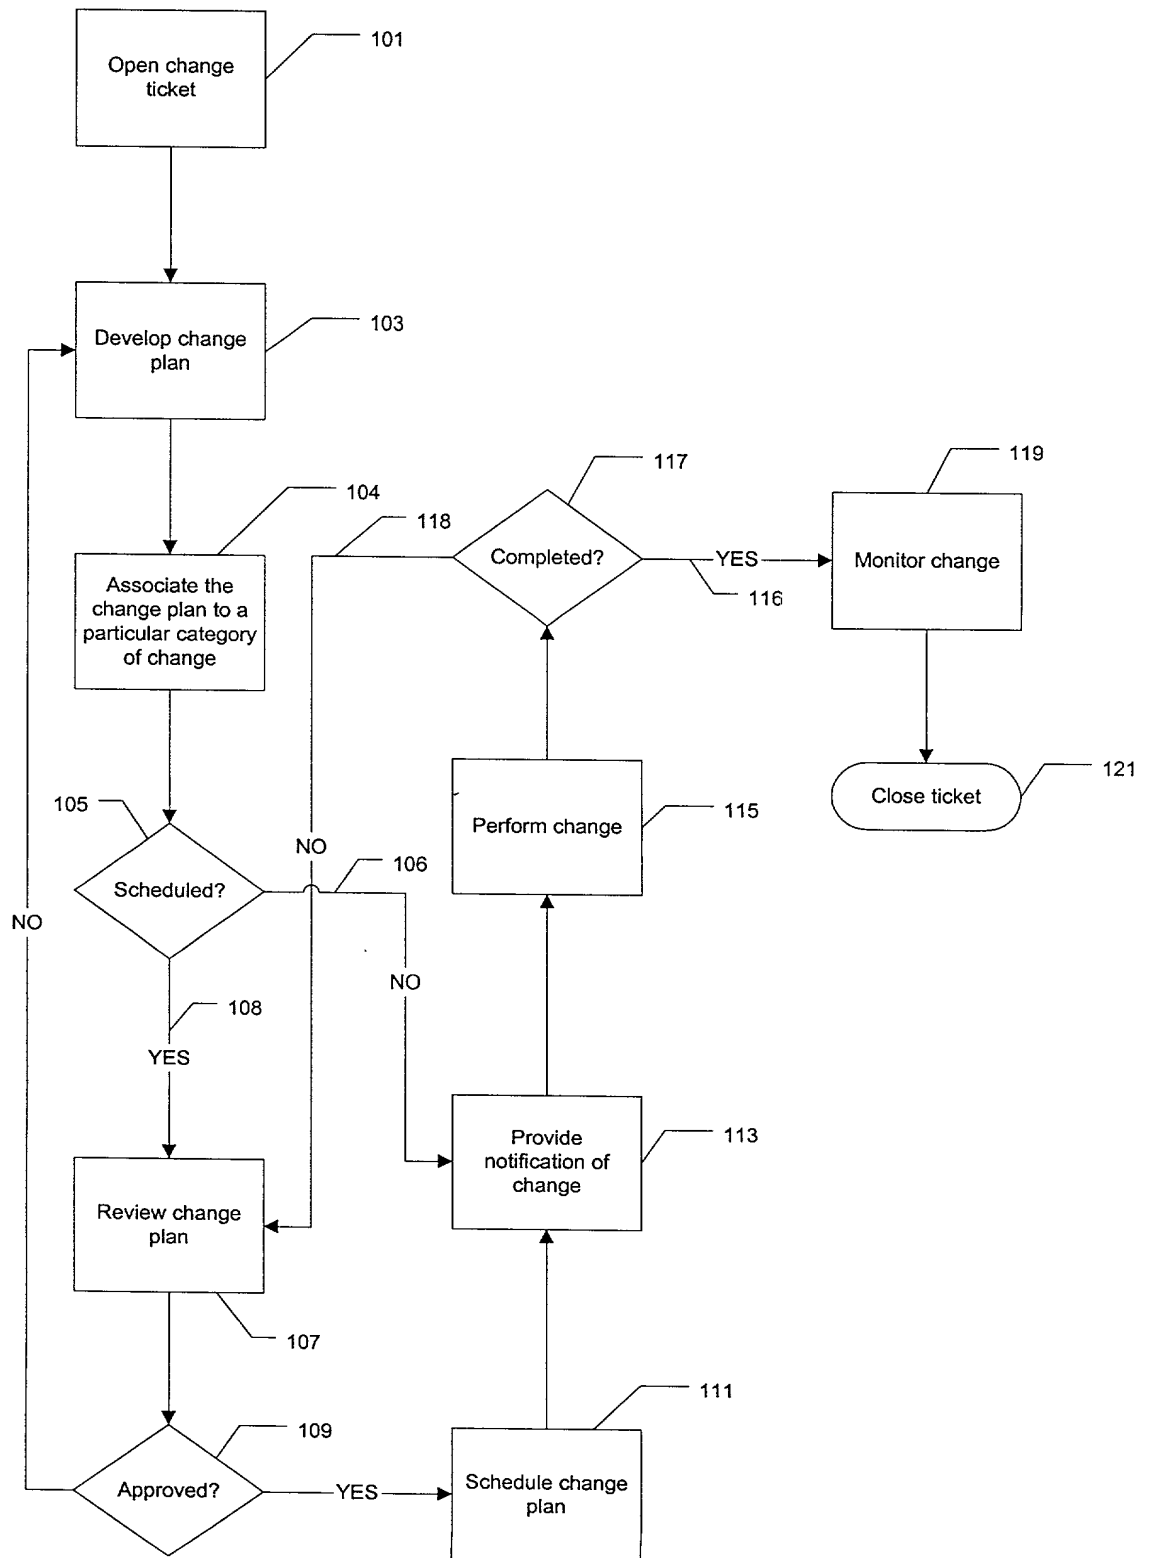 Open change
ticket
101
Develop change
plan
103
104
Associate the
change plan to a
particular category
of change
105
Scheduled?
106
NO
108
YES
Review change
plan
107
109
Approved?
NO
YES
111
Schedule change
plan
Provide
notification of
change
113
Perform change
115
117
Completed?
118
NO
YES
116
119
Monitor change
Close ticket
121